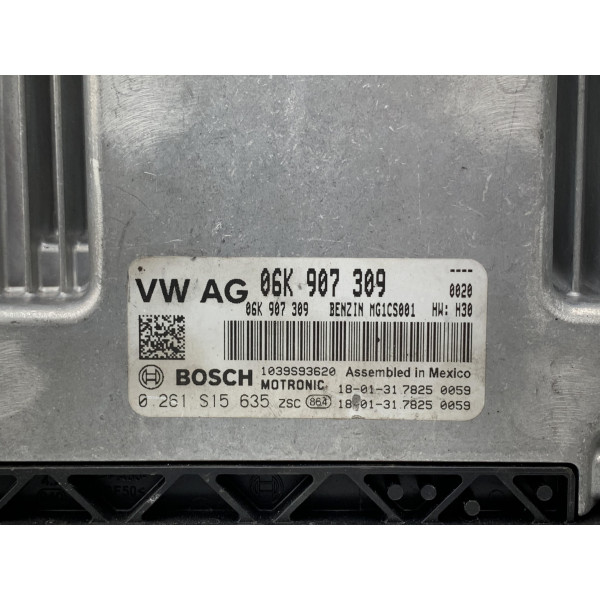 VW AG 06K 907 309 ----
0020
06K 907 309 BENZIN MG1CS001 HW: H30
BOSCH 1039S93620 Assembled in Mexico
MOTRONIC 18-01-31 7825 0059
0 261 S15 635 ZSC 864 18-01-31 7825 0059